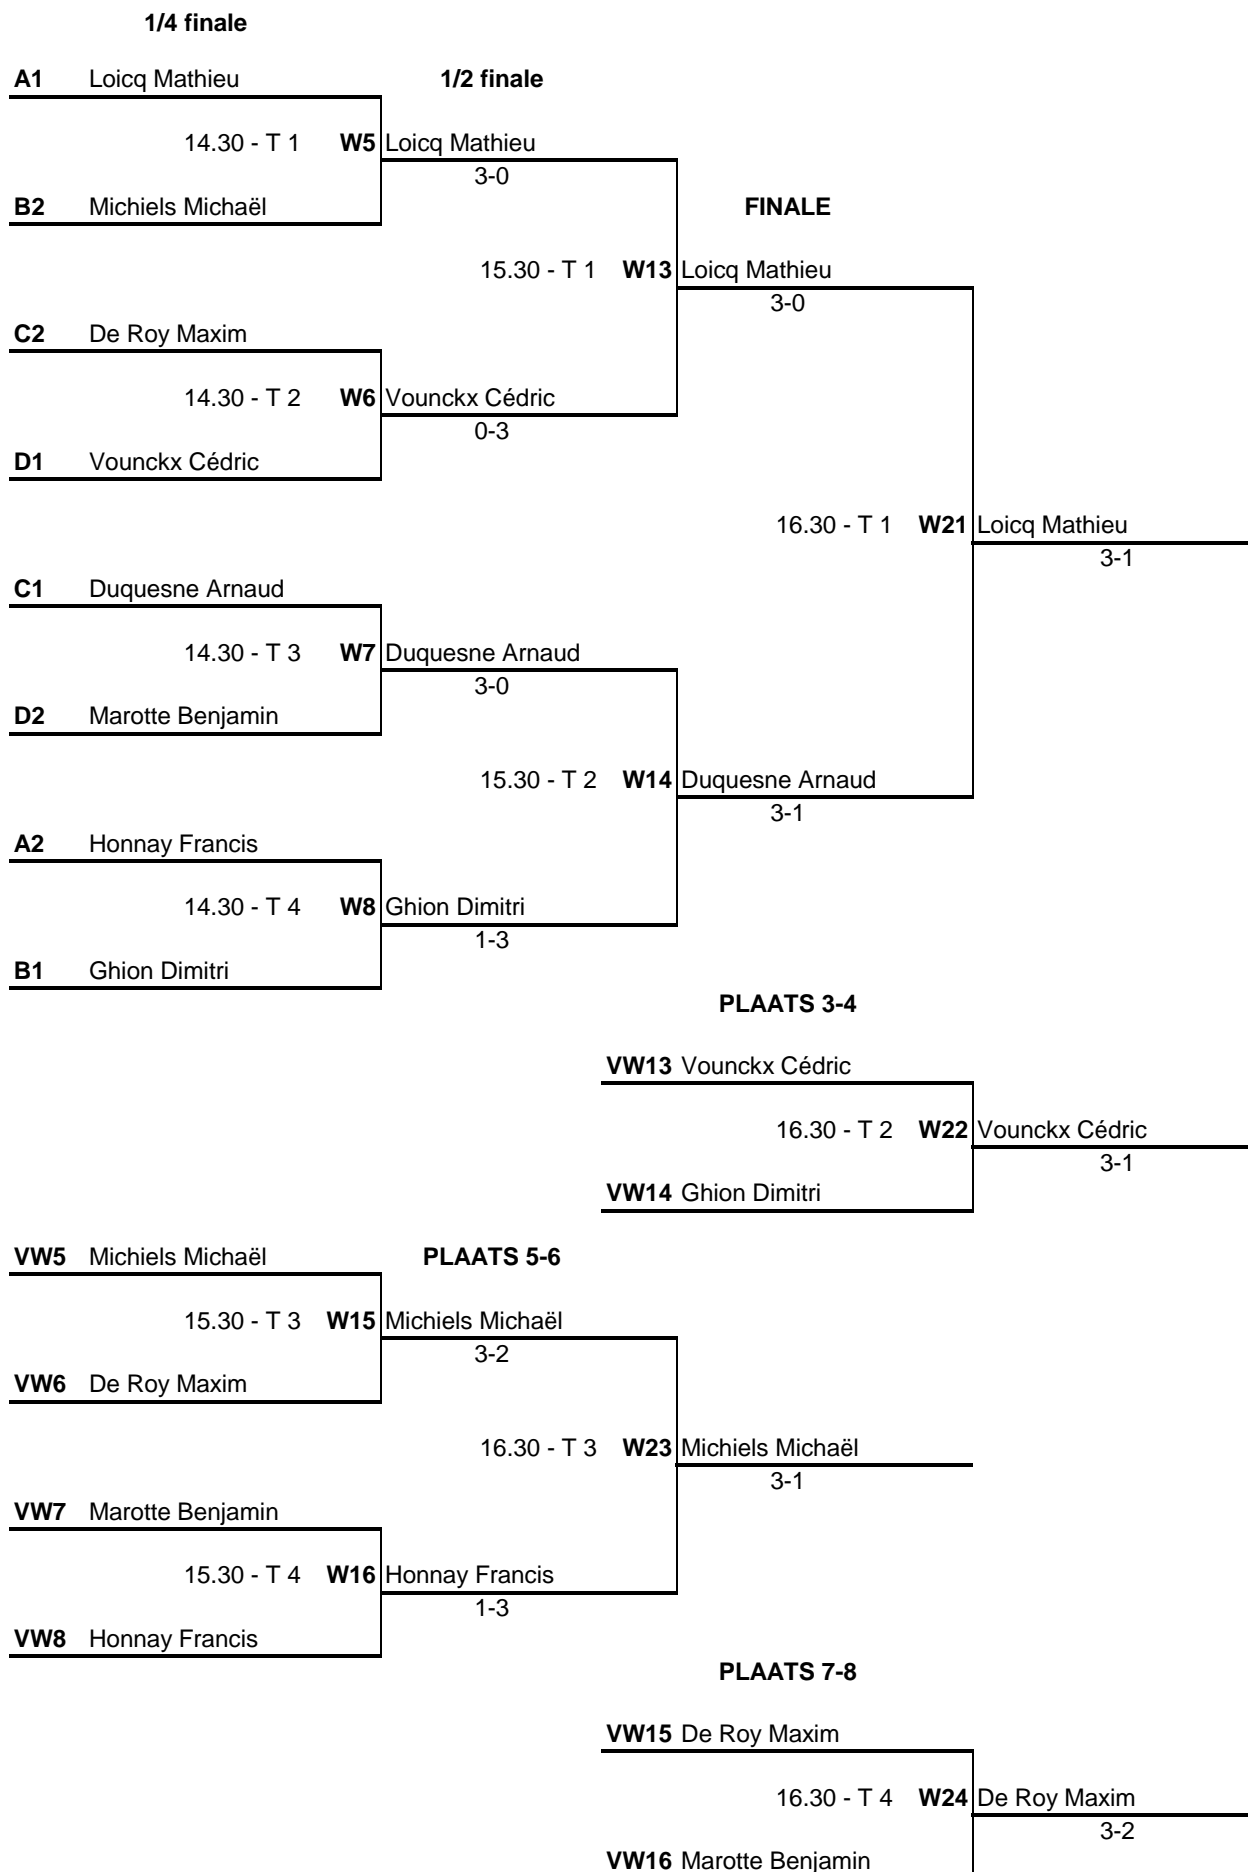 1/4 finale
A1 Loicq Mathieu 1/2 finale
14.30 - T 1 W5 Loicq Mathieu
3-0
B2 Michiels Michaël FINALE
15.30 - T 1 W13 Loicq Mathieu
3-0
C2 De Roy Maxim
14.30 - T 2 W6 Vounckx Cédric
0-3
D1 Vounckx Cédric
16.30 - T 1 W21 Loicq Mathieu
3-1
C1 Duquesne Arnaud
14.30 - T 3 W7 Duquesne Arnaud
3-0
D2 Marotte Benjamin
15.30 - T 2 W14 Duquesne Arnaud
3-1
A2 Honnay Francis
14.30 - T 4 W8 Ghion Dimitri
1-3
B1 Ghion Dimitri
PLAATS 3-4
VW13 Vounckx Cédric
16.30 - T 2 W22 Vounckx Cédric
3-1
VW14 Ghion Dimitri
VW5 Michiels Michaël PLAATS 5-6
15.30 - T 3 W15 Michiels Michaël
3-2
VW6 De Roy Maxim
16.30 - T 3 W23 Michiels Michaël
3-1
VW7 Marotte Benjamin
15.30 - T 4 W16 Honnay Francis
1-3
VW8 Honnay Francis
PLAATS 7-8
VW15 De Roy Maxim
16.30 - T 4 W24 De Roy Maxim
3-2
VW16 Marotte Benjamin